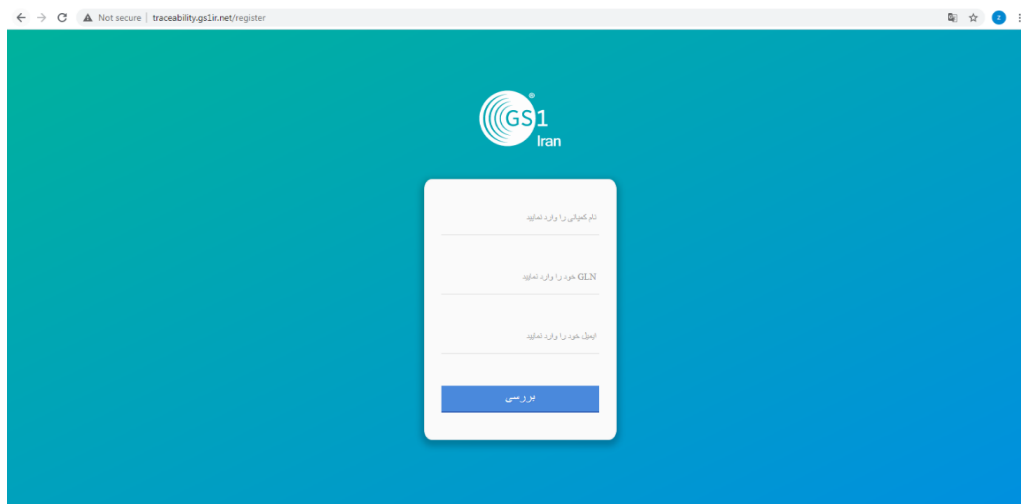 Not secure
traceability.gs1ir.net/register
GS1
®
Iran
نام کمپانی را وارد نمایید
GLN خود را وارد نمایید
ایمیل خود را وارد نمایید
بررسی